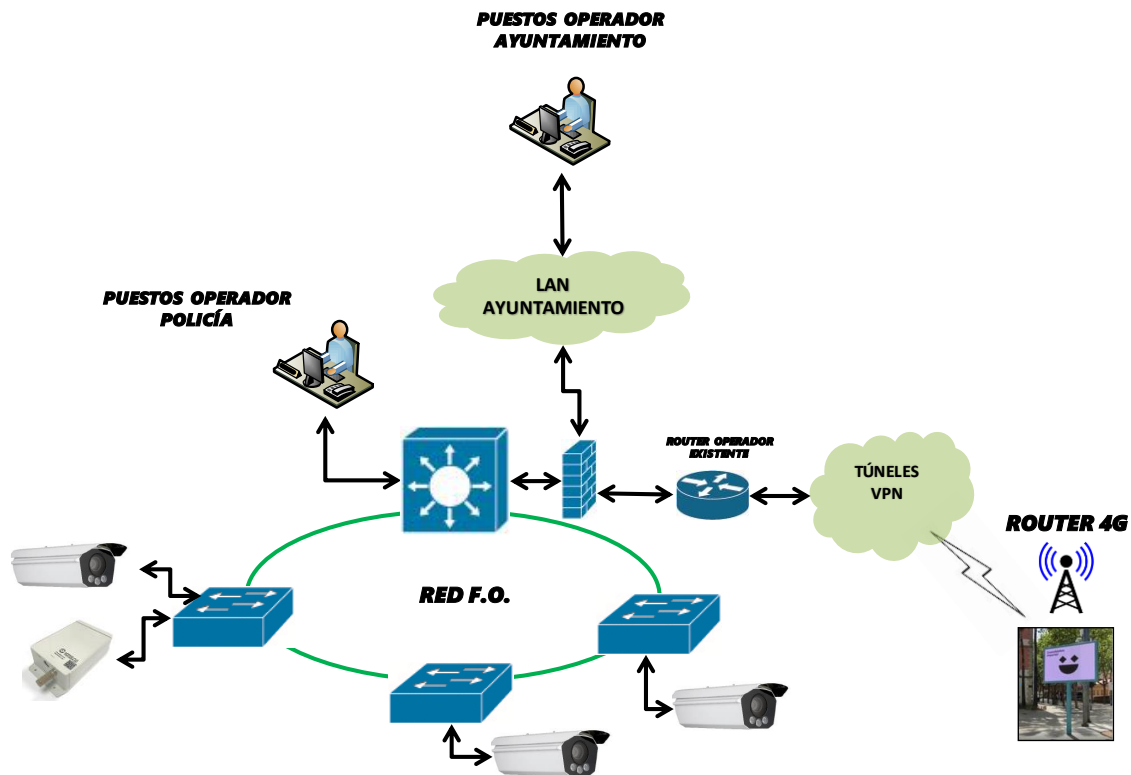 PUESTOS OPERADOR
AYUNTAMIENTO
LAN
AYUNTAMIENTO
PUESTOS OPERADOR
POLICÍA
ROUTER OPERADOR
EXISTENTE
TÚNELES
VPN
ROUTER 4G
RED F.O.